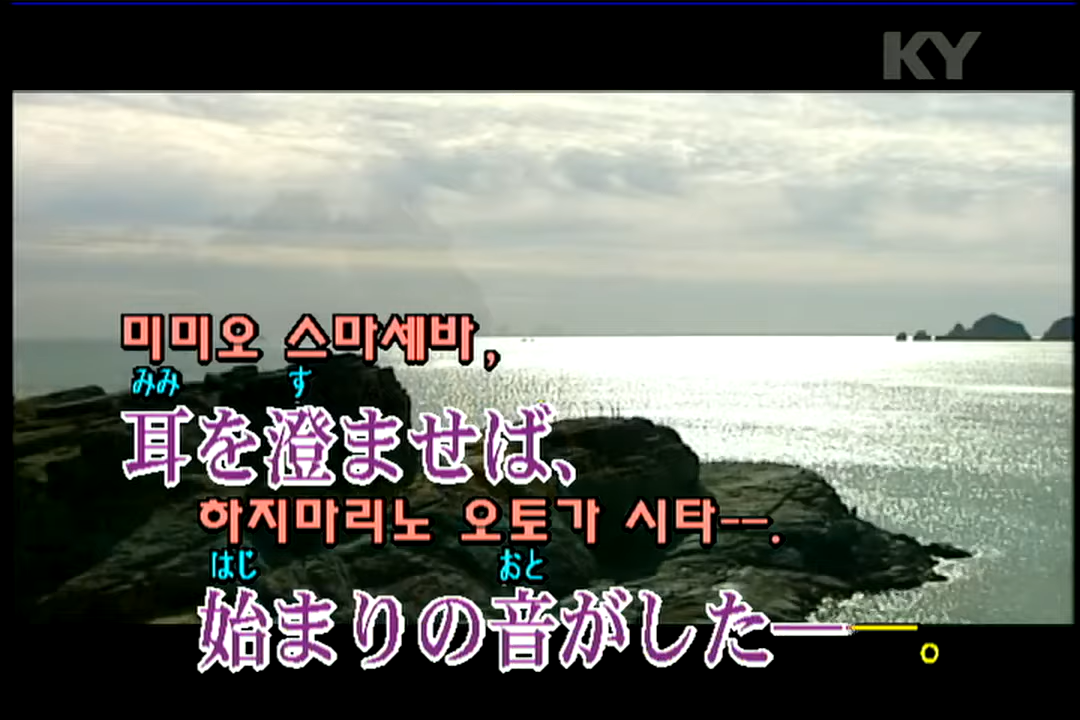 KY
미미오 스마세바,
みみ す
耳を澄ませば、
하지마리노 오토가 시타--.
はじ おと
始まりの音がした――。